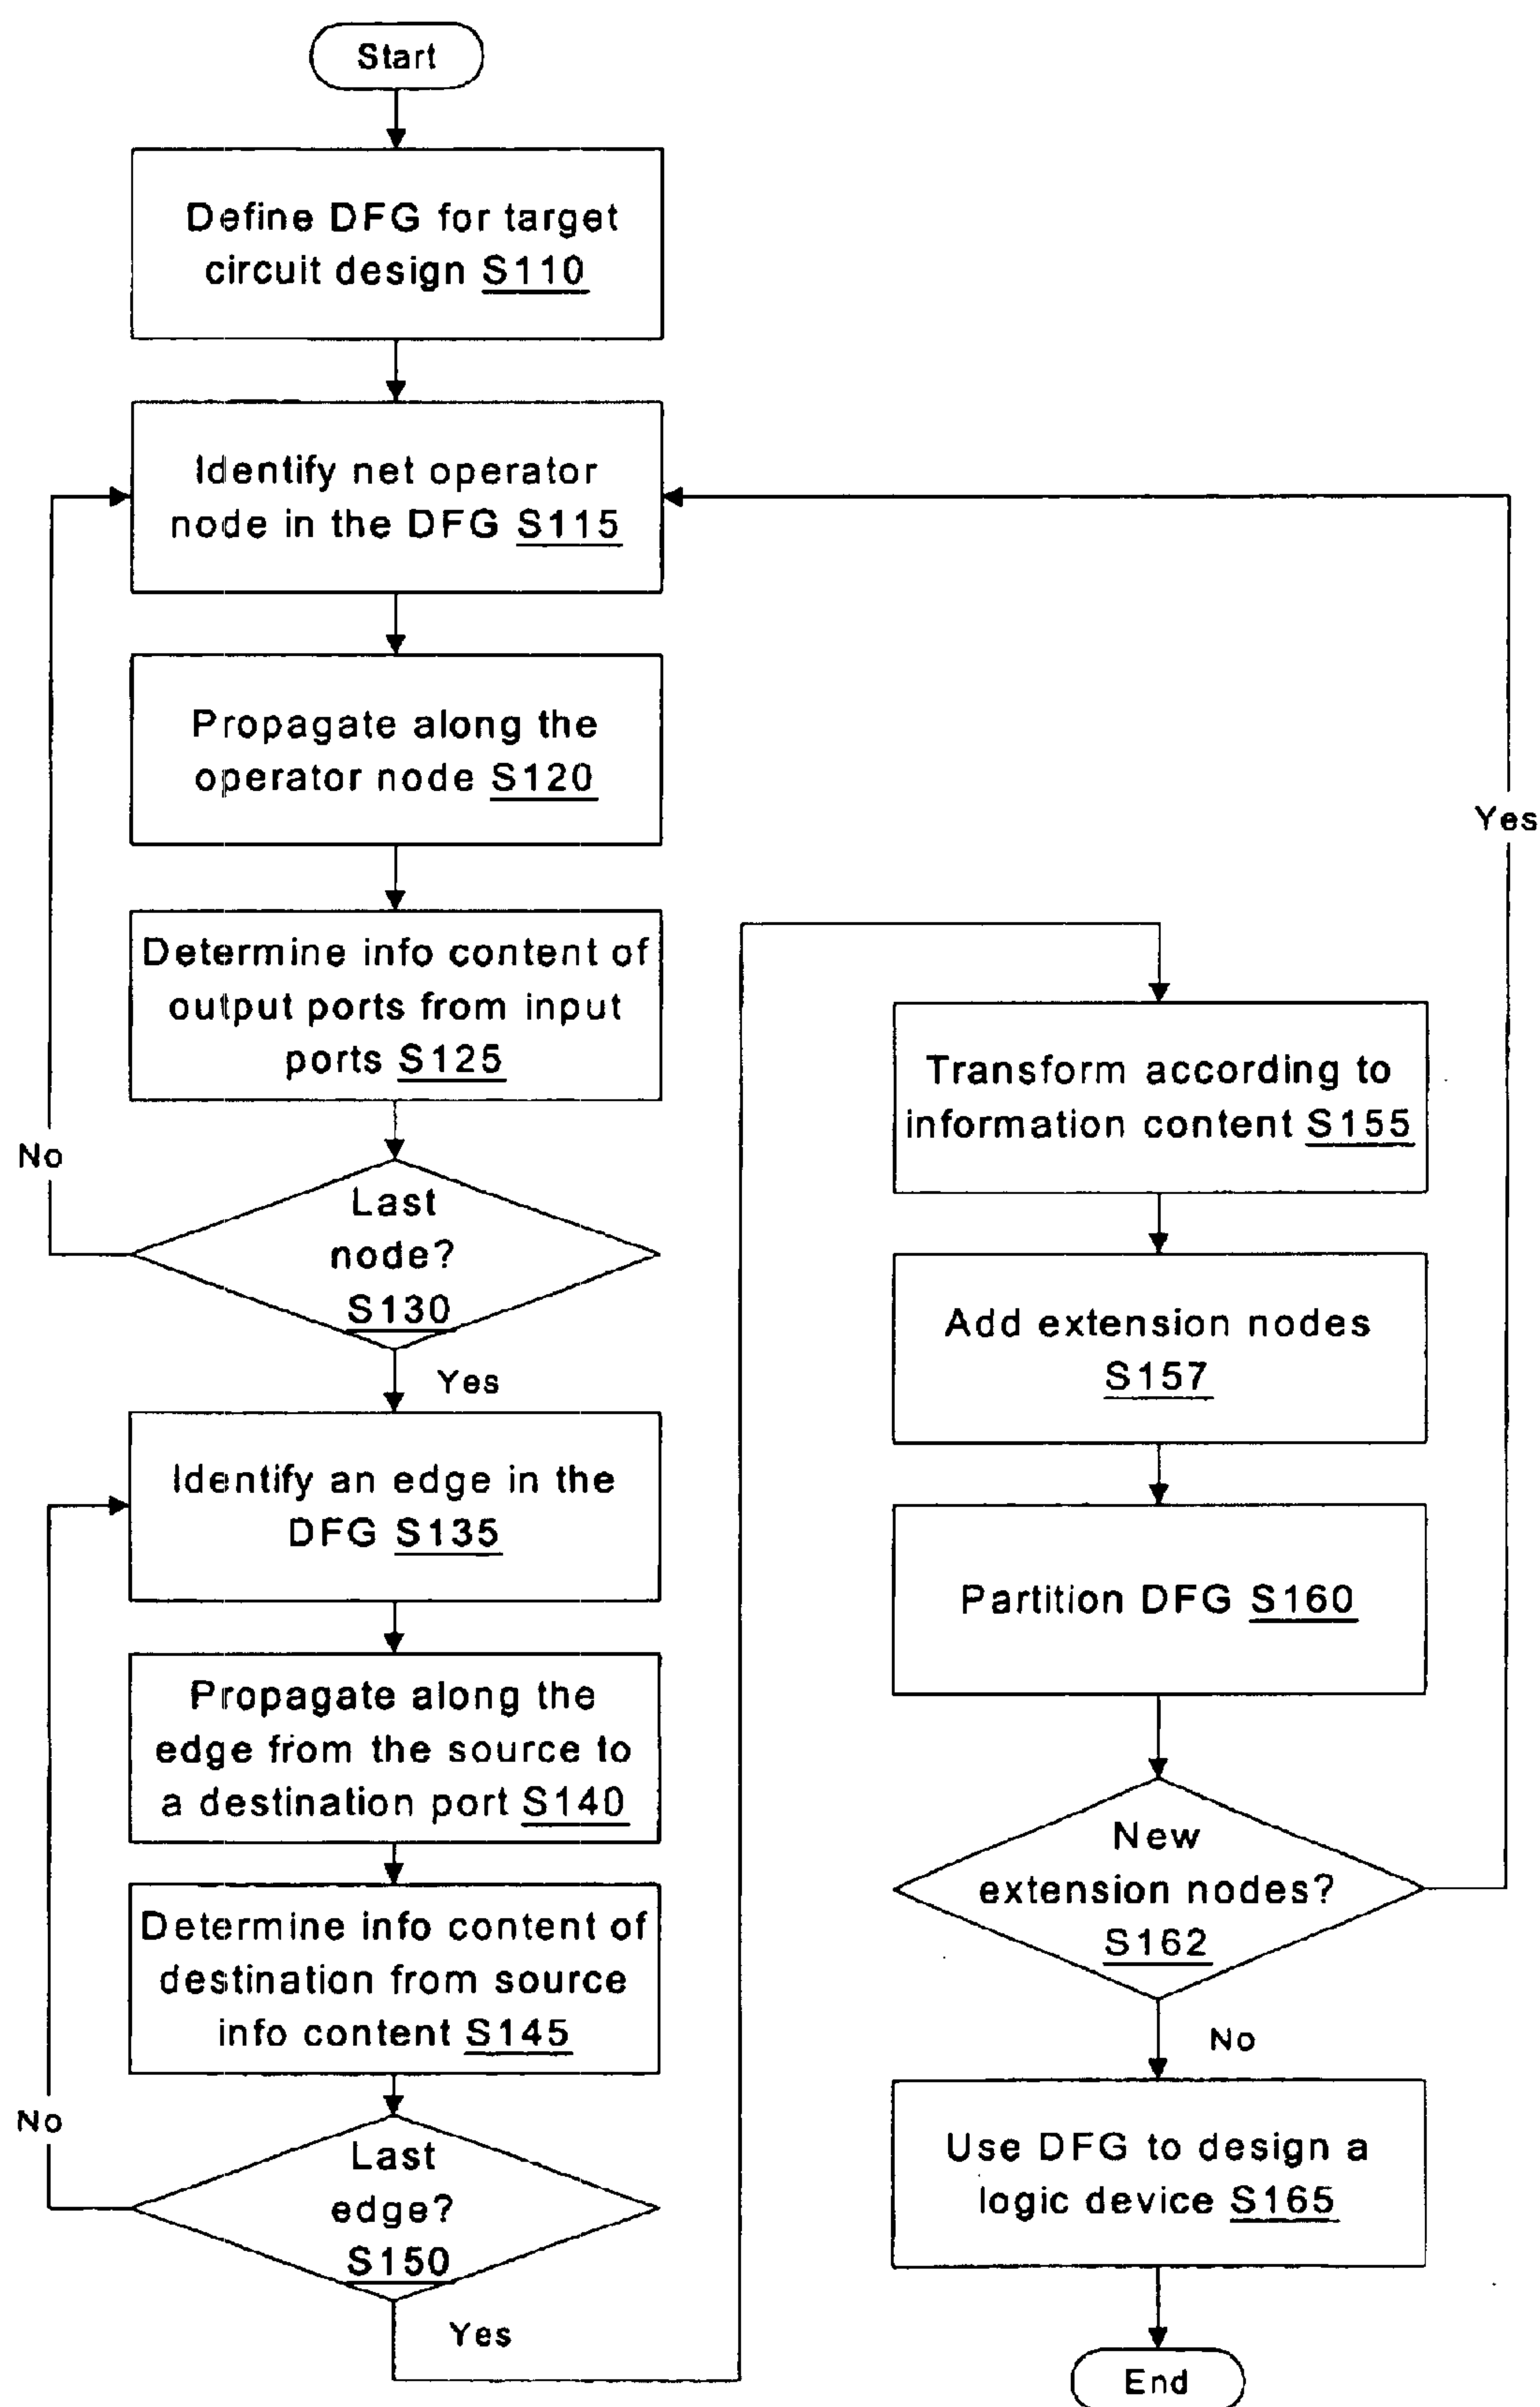 Start
Define DFG for target
circuit design S110
Identify net operator
node in the DFG S115
Propagate along the
operator node S120
Determine info content of
output ports from input
ports S125
No
Last
node?
S130
Yes
Identify an edge in the
DFG S135
Propagate along the
edge from the source to
a destination port S140
Determine info content of
destination from source
info content S145
No
Last
edge?
S150
Yes
Transform according to
information content S155
Add extension nodes
S157
Partition DFG S160
New
extension nodes?
S162
Yes
No
Use DFG to design a
logic device S165
End